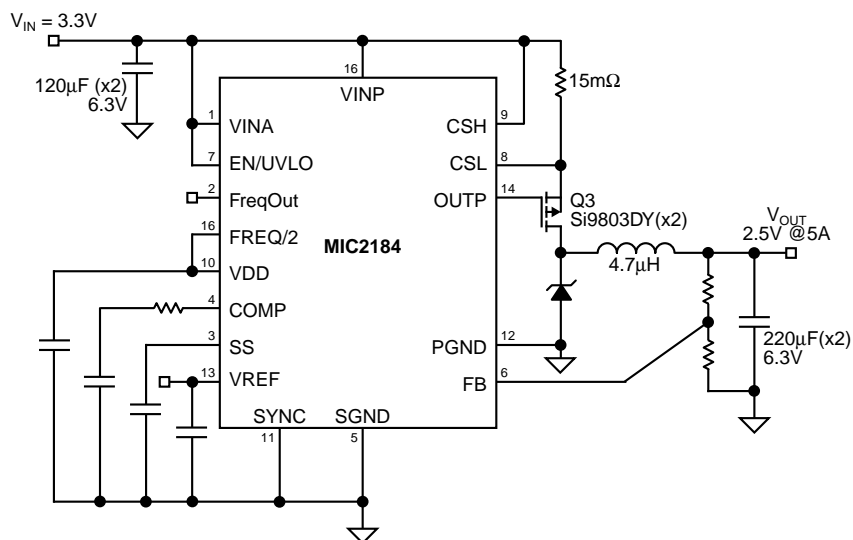 VIN = 3.3V
120µF (x2)
6.3V
16
VINP
15mΩ
1
VINA
9
CSH
7
EN/UVLO
8
CSL
2
FreqOut
14
OUTP
Q3
Si9803DY(x2)
16
FREQ/2
MIC2184
VOUT
2.5V @5A
10
VDD
4.7µH
4
COMP
3
SS
12
PGND
220µF(x2)
6.3V
13
VREF
6
FB
SYNC
SGND
11
5